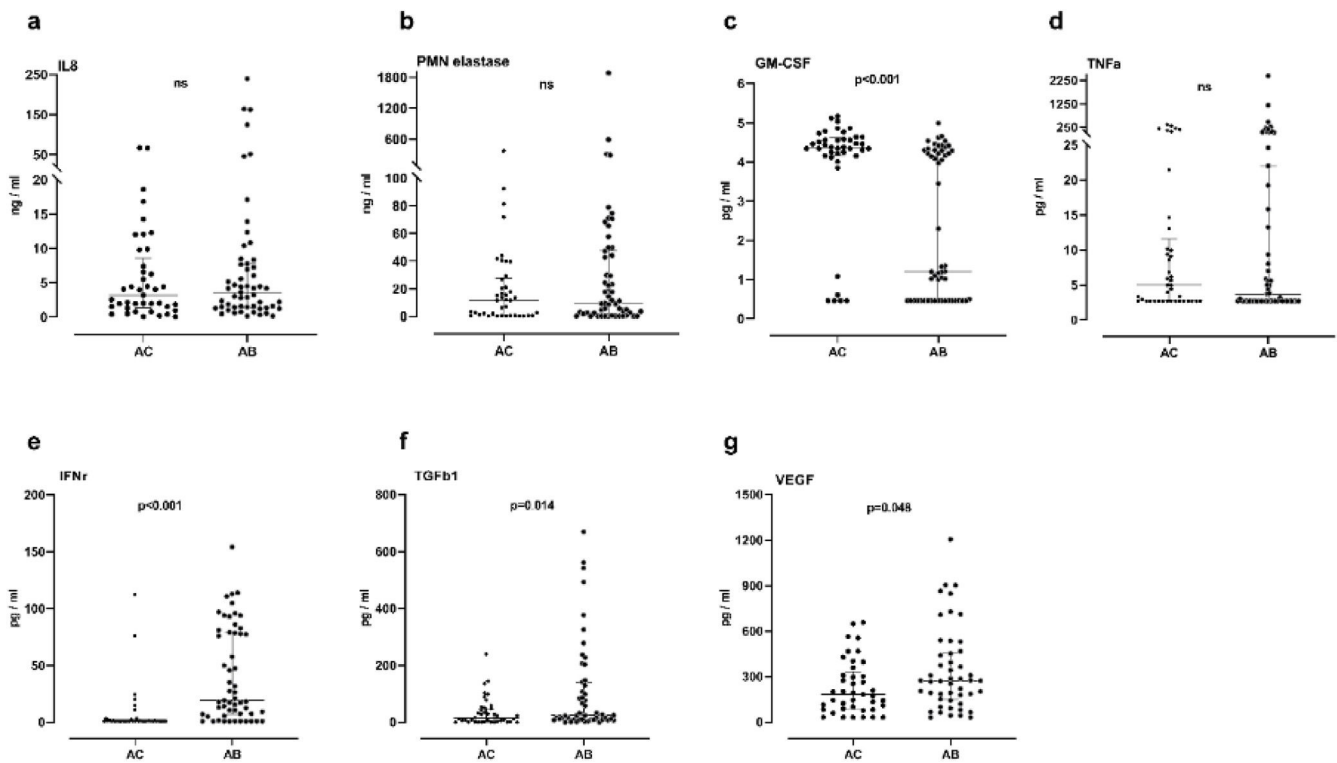 a
b
c
d
IL8
ns
250
150
50
20
15
10
5
0
ng / ml
AC
AB
PMN elastase
ns
1800
1200
600
100
80
60
40
20
0
ng / ml
AC
AB
GM-CSF
p<0.001
6
5
4
3
2
1
0
pg / ml
AC
AB
TNFa
ns
2250
1250
250
25
20
15
10
5
0
pg / ml
AC
AB
e
f
g
IFNr
p<0.001
200
150
100
50
0
pg / ml
AC
AB
TGFb1
p=0.014
800
600
400
200
0
pg / ml
AC
AB
VEGF
p=0.048
1500
1200
900
600
300
0
pg / ml
AC
AB